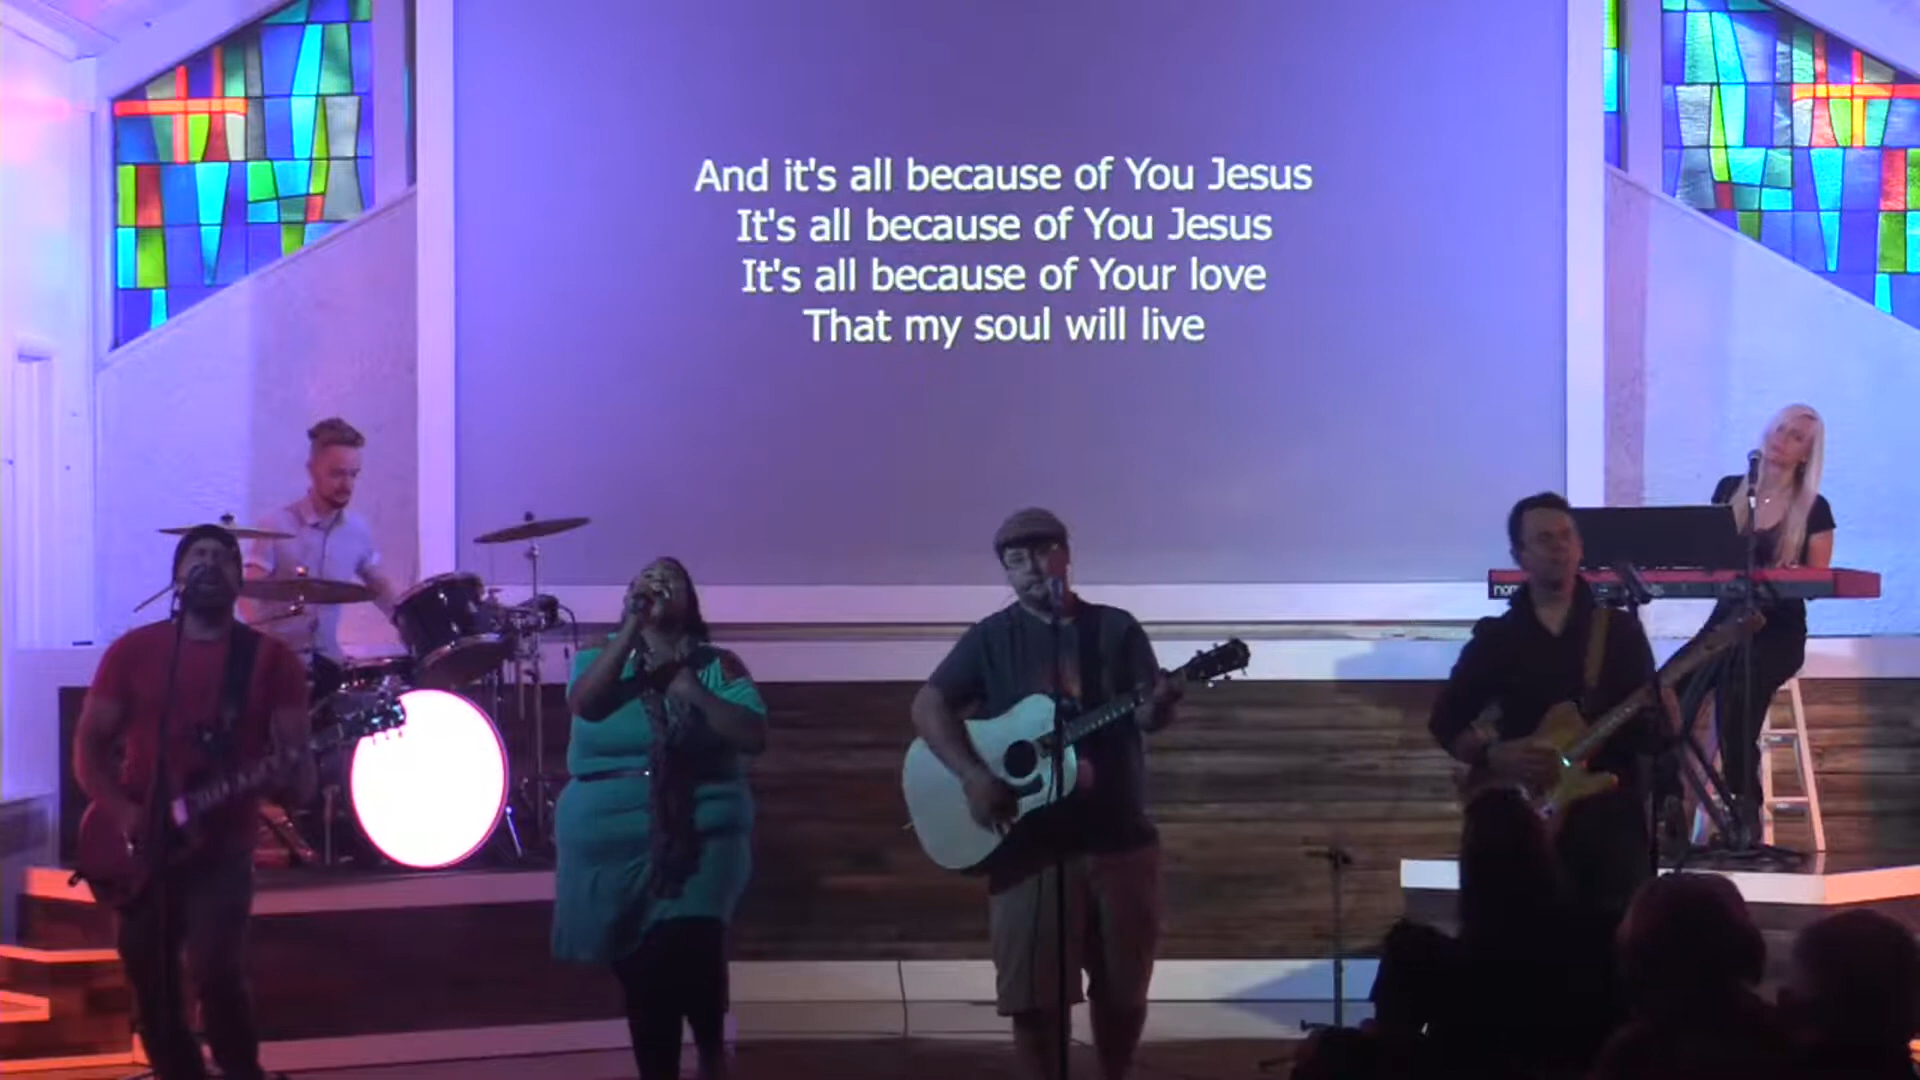 And it's all because of You Jesus
It's all because of You Jesus
It's all because of Your love
That my soul will live